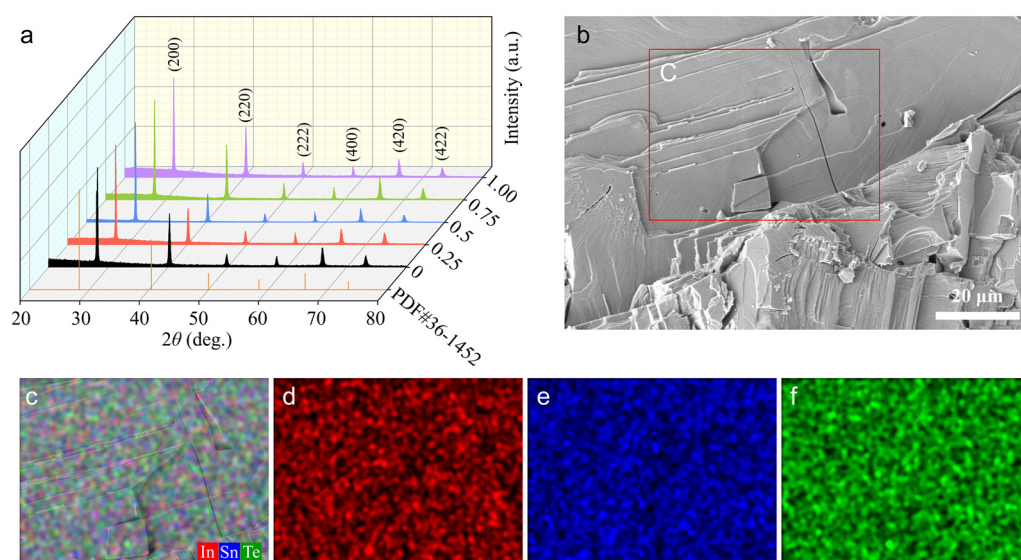 a
Intensity (a.u.)
(200)
(220)
(222)
(400)
(420)
(422)
1.00
0.75
0.5
0.25
0
PDF#36-1452
20 30 40 50 60 70 80
2θ (deg.)
b
C
20 μm
c
In Sn Te
d
e
f